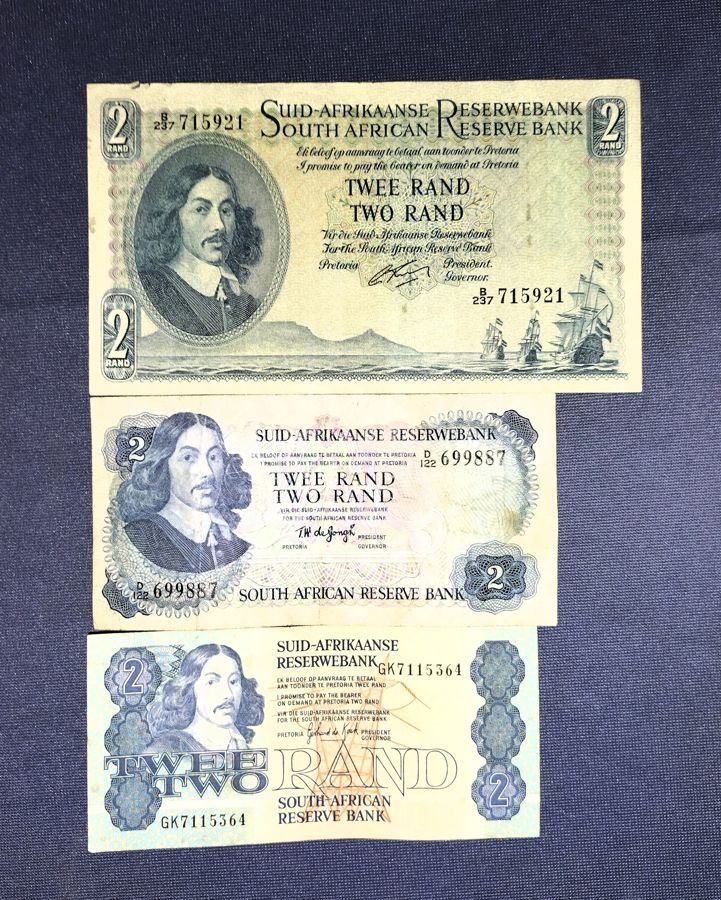 2
RAND
B/237 715921
SUID-AFRIKAANSE RESERWEBANK
SOUTH AFRICAN RESERVE BANK
2
RAND
Ek beloof op aanvraag te betaal aan toonder te Pretoria
I promise to pay the bearer on demand at Pretoria
TWEE RAND
TWO RAND
Vir die Suid-Afrikaanse Reserwebank
For the South African Reserve Bank
Pretoria President.
Governor.
B/237 715921
2
RAND
2
SUID-AFRIKAANSE RESERWEBANK
EK BELOOF OP AANVRAAG TE BETAAL AAN TOONDER TE PRETORIA
I PROMISE TO PAY THE BEARER ON DEMAND AT PRETORIA
D/122 699887
TWEE RAND
TWO RAND
VIR DIE SUID-AFRIKAANSE RESERWEBANK
FOR THE SOUTH AFRICAN RESERVE BANK
T.W. de Jongh PRESIDENT
PRETORIA GOVERNOR
D/122 699887
2
SOUTH AFRICAN RESERVE BANK
2
SUID-AFRIKAANSE
RESERWEBANK
GK7115364
EK BELOOF OP AANVRAAG TE BETAAL
AAN TOONDER TE PRETORIA TWEE RAND
I PROMISE TO PAY THE BEARER
ON DEMAND AT PRETORIA TWO RAND
VIR DIE SUID-AFRIKAANSE RESERWEBANK
FOR THE SOUTH AFRICAN RESERVE BANK
PRETORIA Gerhard de Kock PRESIDENT
GOVERNOR
TWEE
TWO RAND
2
SOUTH AFRICAN
RESERVE BANK
GK7115364